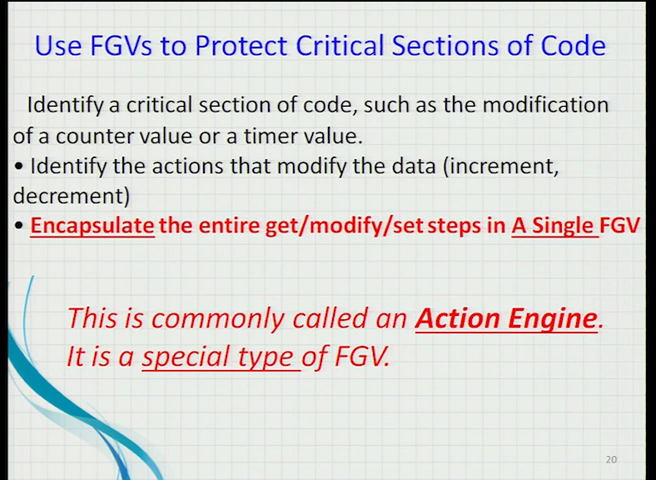 Use FGVs to Protect Critical Sections of Code
Identify a critical section of code, such as the modification
of a counter value or a timer value.
• Identify the actions that modify the data (increment,
decrement)
• Encapsulate the entire get/modify/set steps in A Single FGV
This is commonly called an Action Engine.
It is a special type of FGV.
20